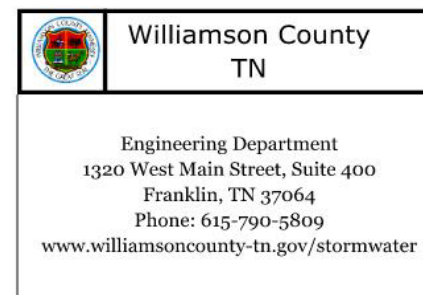 Williamson County
TN
Engineering Department
1320 West Main Street, Suite 400
Franklin, TN 37064
Phone: 615-790-5809
www.williamsoncounty-tn.gov/stormwater